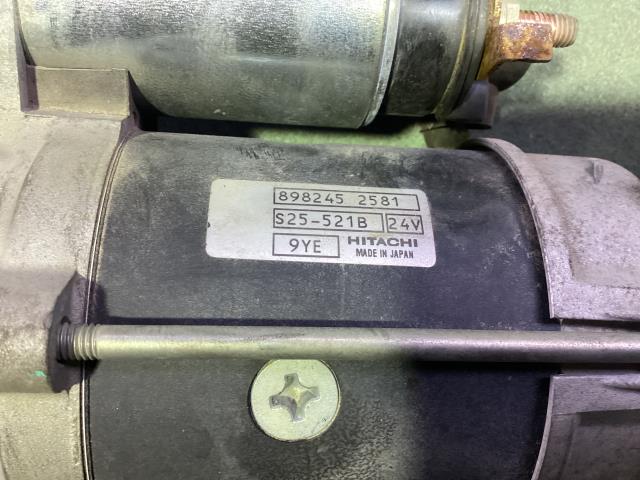 898245 2581
S25-521B 24V
9YE HITACHI
MADE IN JAPAN